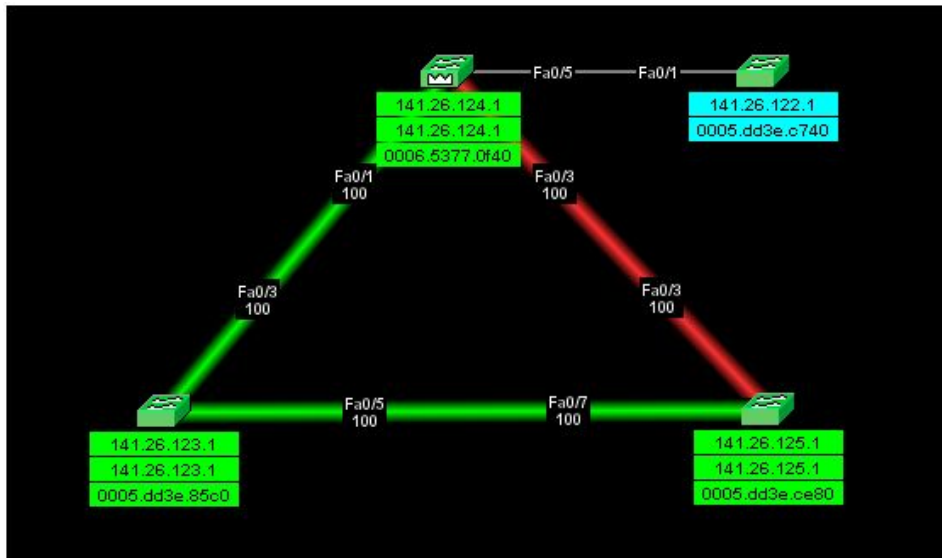 Fa0/5 Fa0/1
141.26.124.1
141.26.124.1
0006.5377.0f40
141.26.122.1
0005.dd3e.c740
Fa0/1
100
Fa0/3
100
Fa0/3
100
Fa0/3
100
Fa0/5
100
Fa0/7
100
141.26.123.1
141.26.123.1
0005.dd3e.85c0
141.26.125.1
141.26.125.1
0005.dd3e.ce80